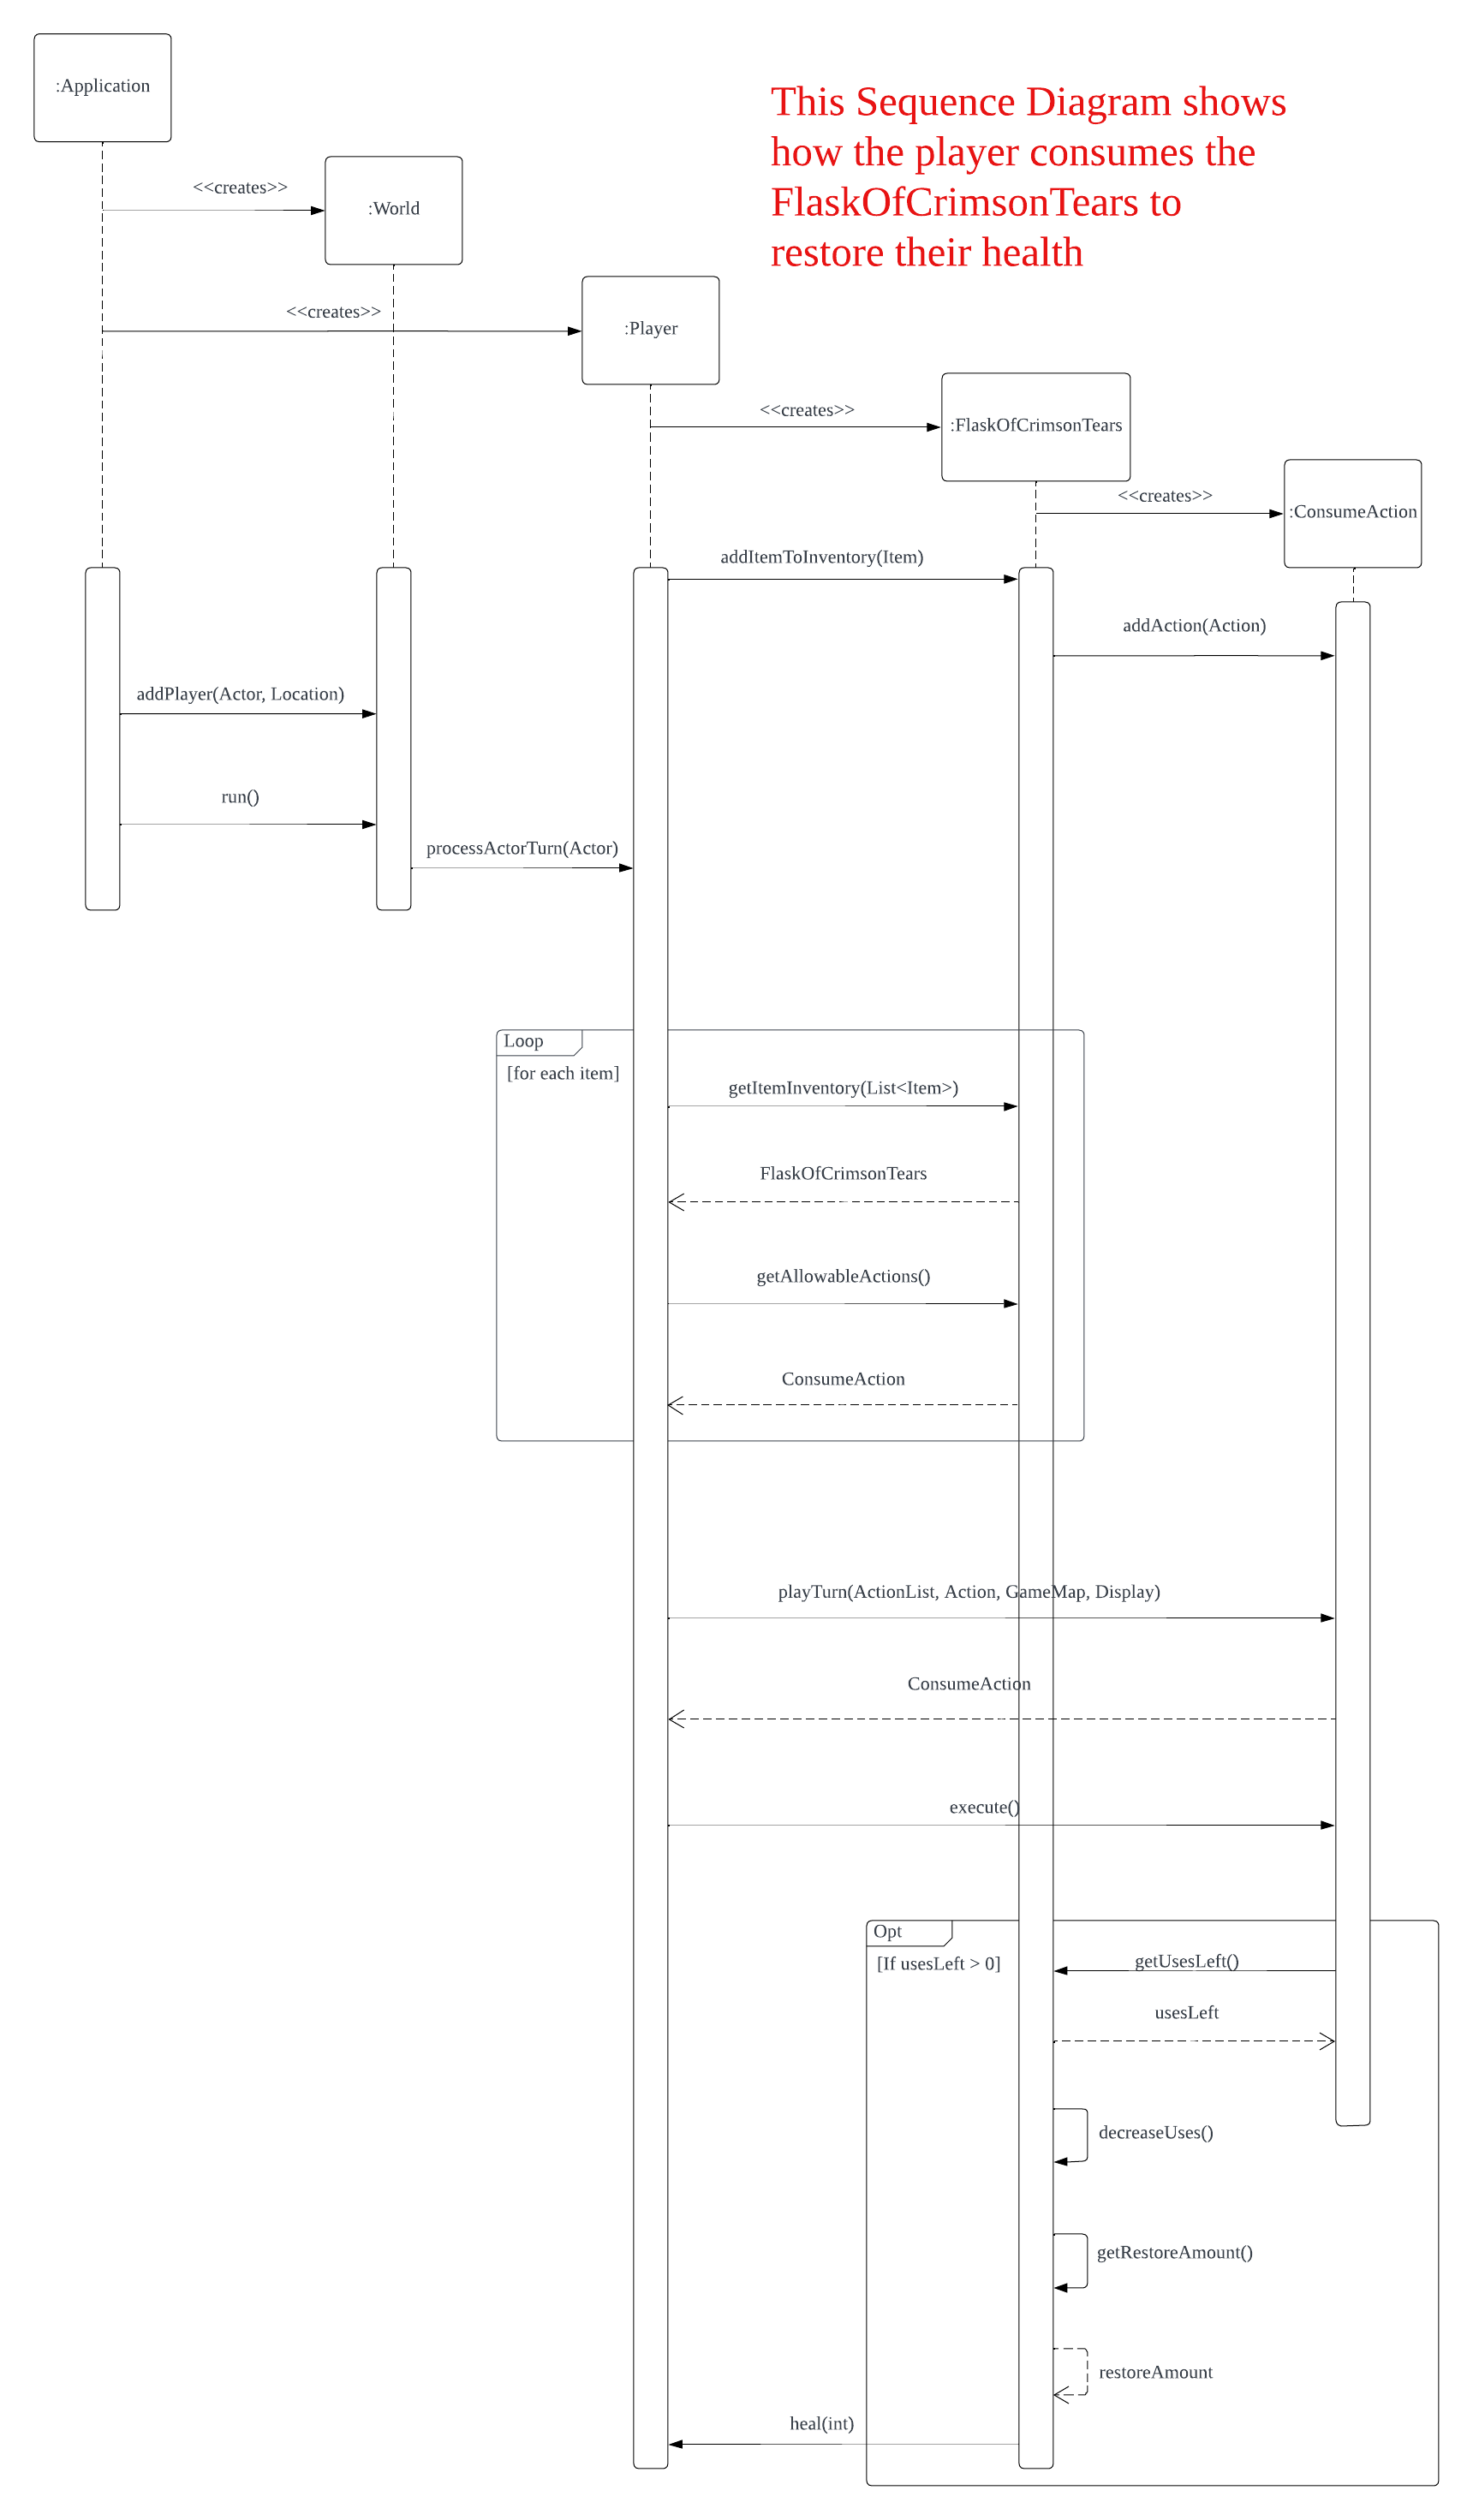 :Application
This Sequence Diagram shows
how the player consumes the
FlaskOfCrimsonTears to
restore their health
<<creates>>
:World
<<creates>>
:Player
<<creates>>
:FlaskOfCrimsonTears
<<creates>>
:ConsumeAction
addItemToInventory(Item)
addAction(Action)
addPlayer(Actor, Location)
run()
processActorTurn(Actor)
Loop
[for each item]
getItemInventory(List<Item>)
FlaskOfCrimsonTears
getAllowableActions()
ConsumeAction
playTurn(ActionList, Action, GameMap, Display)
ConsumeAction
execute()
Opt
[If usesLeft > 0]
getUsesLeft()
usesLeft
decreaseUses()
getRestoreAmount()
restoreAmount
heal(int)